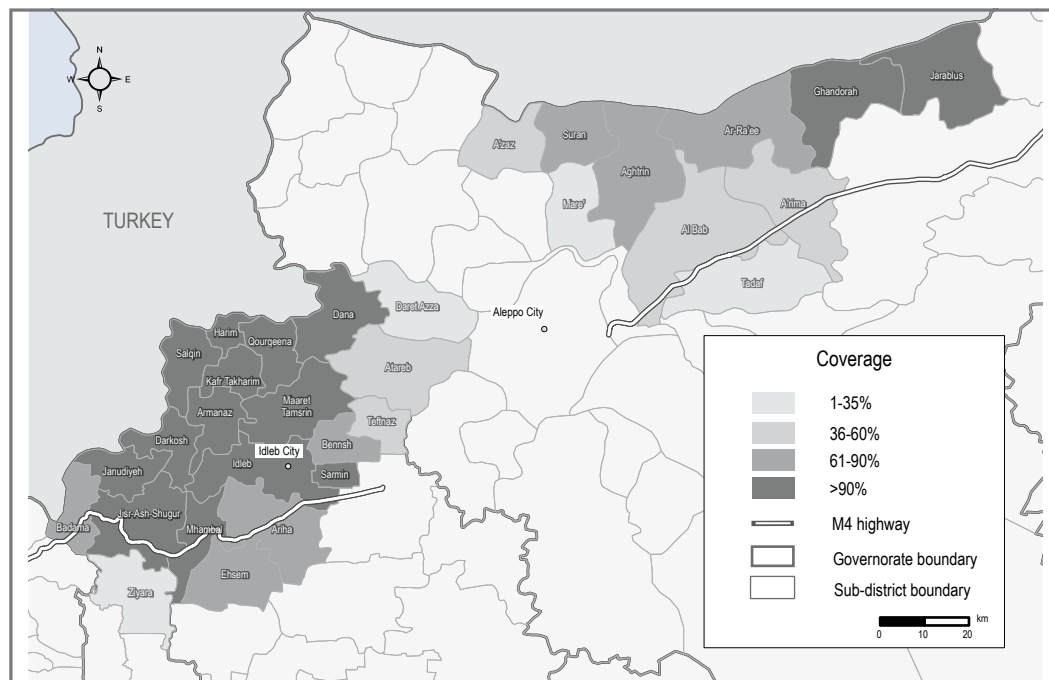 N
W
E
S
TURKEY
Jarablus
Ghandorah
Ar-Ra'ee
Suran
A'zaz
Aghtrin
Mare'
A'rima
Al Bab
Tadaf
Dana
Daret Azza
Aleppo City
Harim
Qourqeena
Salqin
Atareb
Kafr Takharim
Maaret
Tamsrin
Armanaz
Teftnaz
Darkosh
Bennsh
Idleb City
Idleb
Janudiyeh
Sarmin
Jisr-Ash-Shugur
Badama
Mhambal
Ariha
Ehsem
Ziyara
Coverage
1-35%
36-60%
61-90%
>90%
M4 highway
Governorate boundary
Sub-district boundary
km
0
10
20